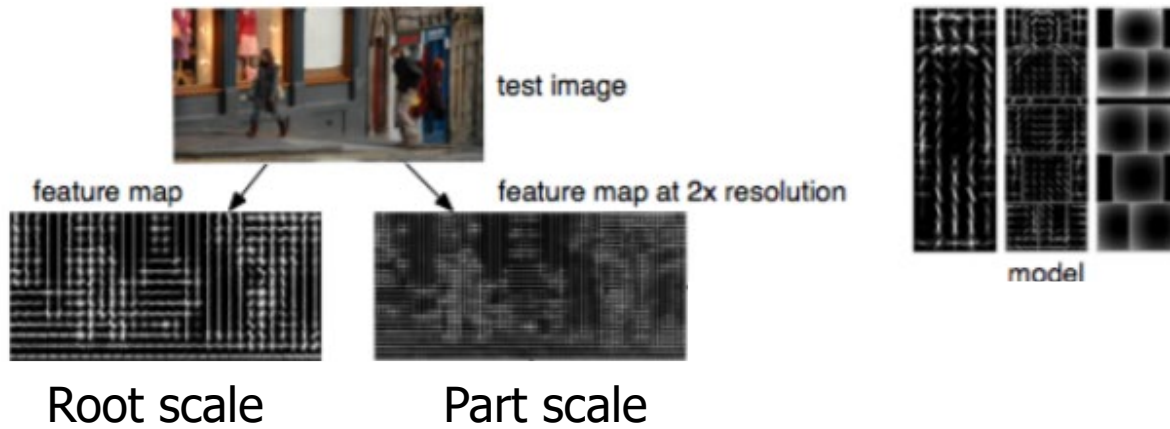 test image
feature map
feature map at 2x resolution
model
Root scale
Part scale